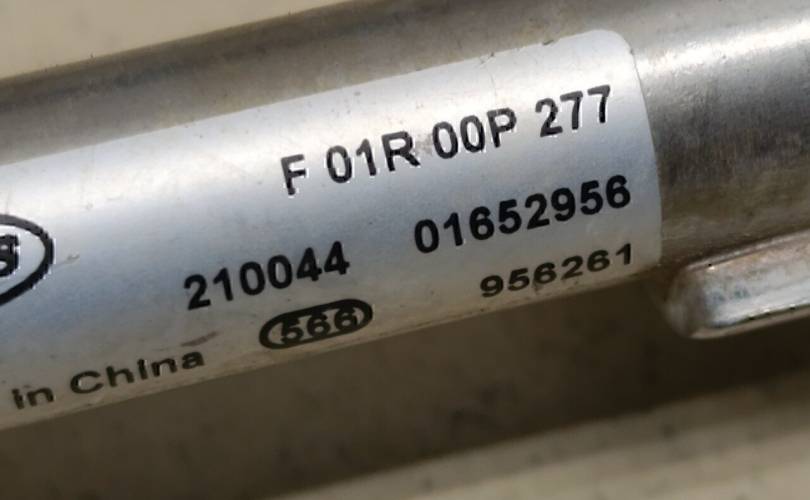 F 01R 00P 277
210044 01652956
566 956261
in China